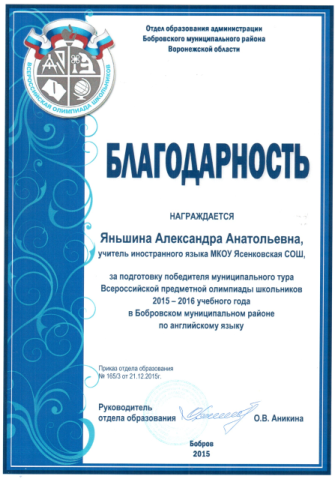 Отдел образования администрации
Бобровского муниципального района
Воронежской области
ВСЕРОССИЙСКАЯ ОЛИМПИАДА ШКОЛЬНИКОВ
БЛАГОДАРНОСТЬ
НАГРАЖДАЕТСЯ
Яньшина Александра Анатольевна,
учитель иностранного языка МКОУ Ясенковская СОШ,
за подготовку победителя муниципального тура
Всероссийской предметной олимпиады школьников
2015 – 2016 учебного года
в Бобровском муниципальном районе
по английскому языку
Приказ отдела образования
№ 165/3 от 21.12.2015г.
Руководитель
отдела образования О.В. Аникина
Бобров
2015